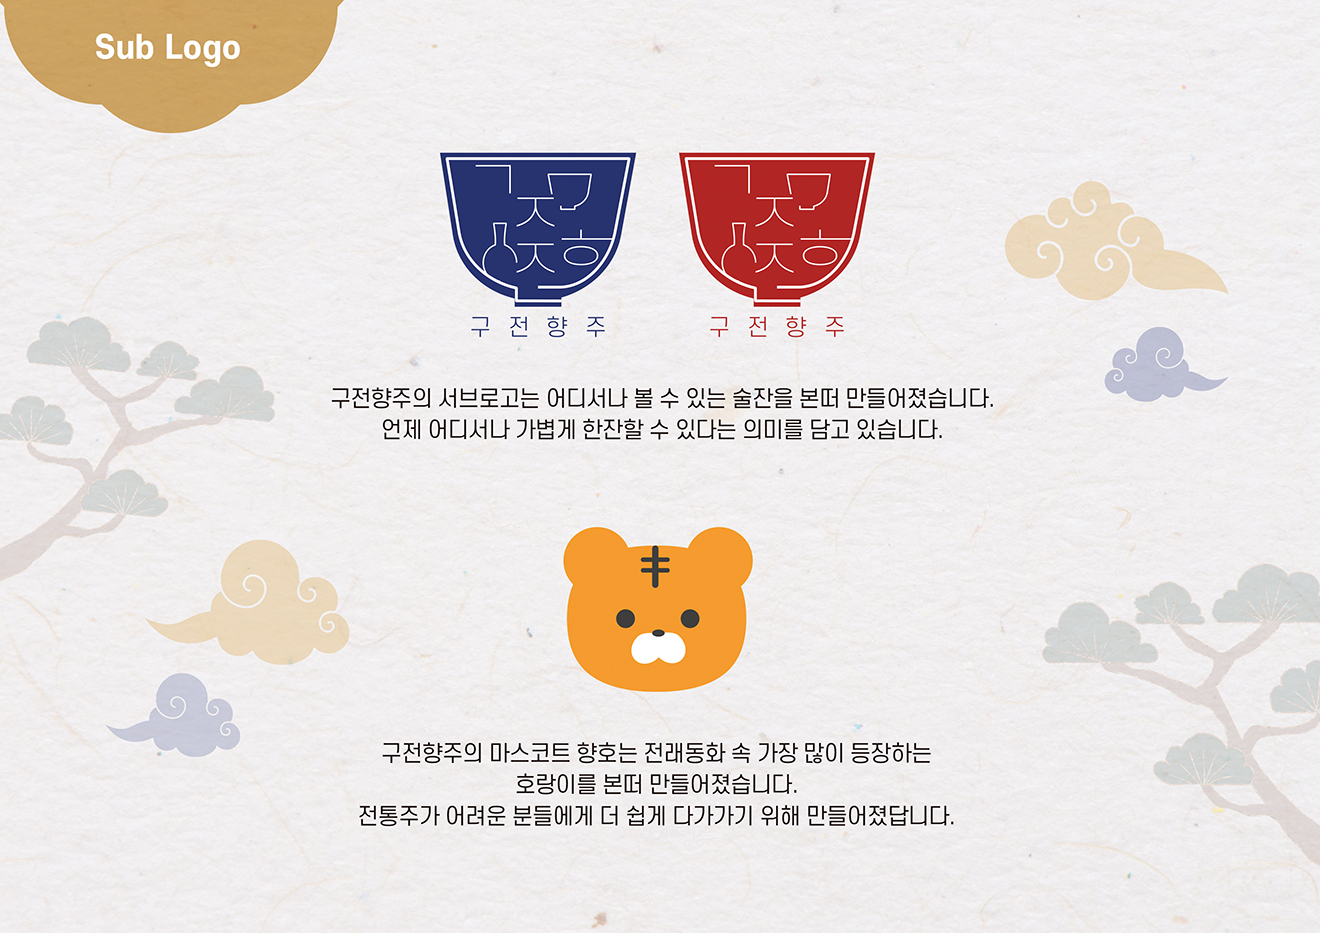 Sub Logo
구전향주 구전향주
구전향주의 서브로고는 어디서나 볼 수 있는 술잔을 본떠 만들어졌습니다.
언제 어디서나 가볍게 한잔할 수 있다는 의미를 담고 있습니다.
구전향주의 마스코트 향호는 전래동화 속 가장 많이 등장하는
호랑이를 본떠 만들어졌습니다.
전통주가 어려운 분들에게 더 쉽게 다가가기 위해 만들어졌답니다.